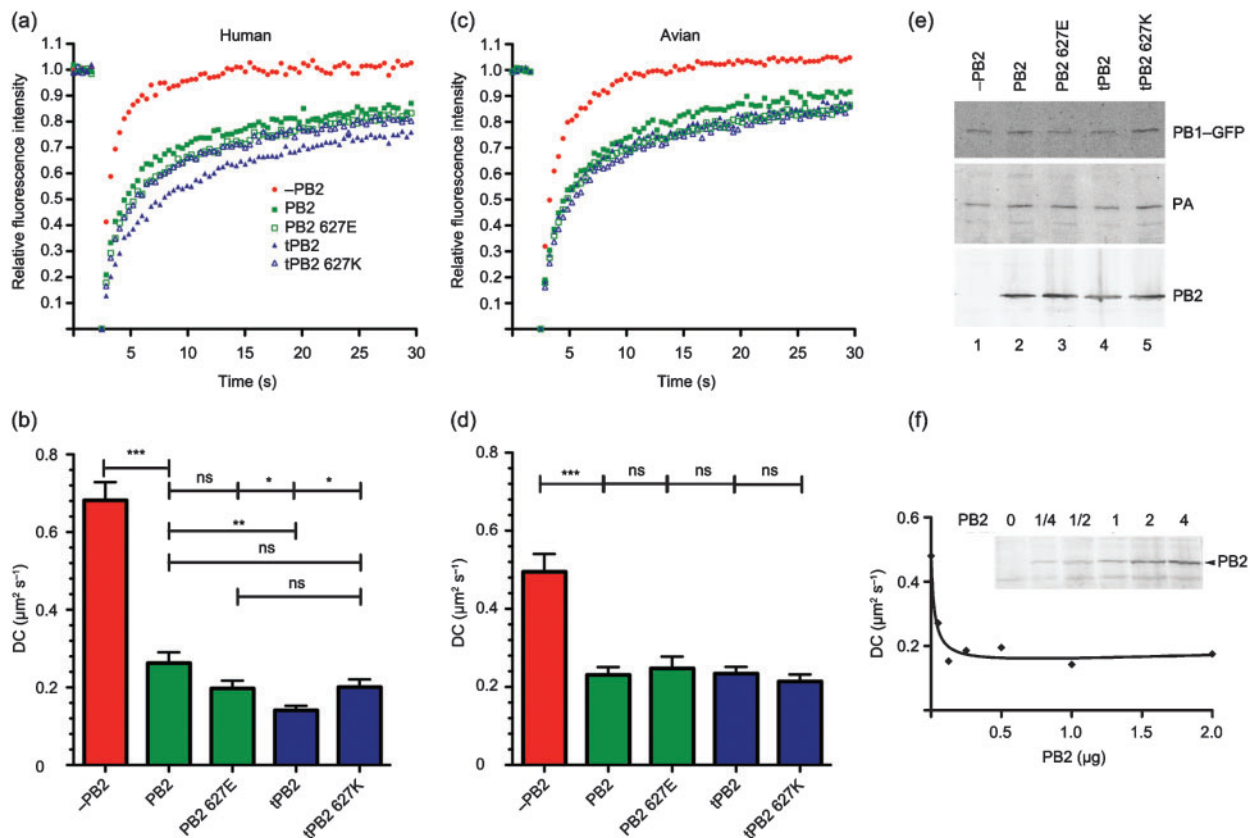 (a)
Human
1.1
1.0
0.9
0.8
0.7
0.6
0.5
0.4
0.3
0.2
0.1
Relative fluorescence intensity
–PB2
PB2
PB2 627E
tPB2
tPB2 627K
5 10 15 20 25 30
Time (s)
(c)
Avian
1.1
1.0
0.9
0.8
0.7
0.6
0.5
0.4
0.3
0.2
0.1
Relative fluorescence intensity
5 10 15 20 25 30
Time (s)
(e)
–PB2 PB2 PB2 627E tPB2 tPB2 627K
PB1–GFP
PA
PB2
1 2 3 4 5
(b)
0.8
0.6
0.4
0.2
0
DC (µm² s⁻¹)
***
ns * *
**
ns
ns
–PB2 PB2 PB2 627E tPB2 tPB2 627K
(d)
0.8
0.6
0.4
0.2
0
DC (µm² s⁻¹)
*** ns ns ns
–PB2 PB2 PB2 627E tPB2 tPB2 627K
(f)
PB2 0 1/4 1/2 1 2 4
PB2
0.6
0.4
0.2
DC (µm² s⁻¹)
0.5 1.0 2.0
PB2 (µg)